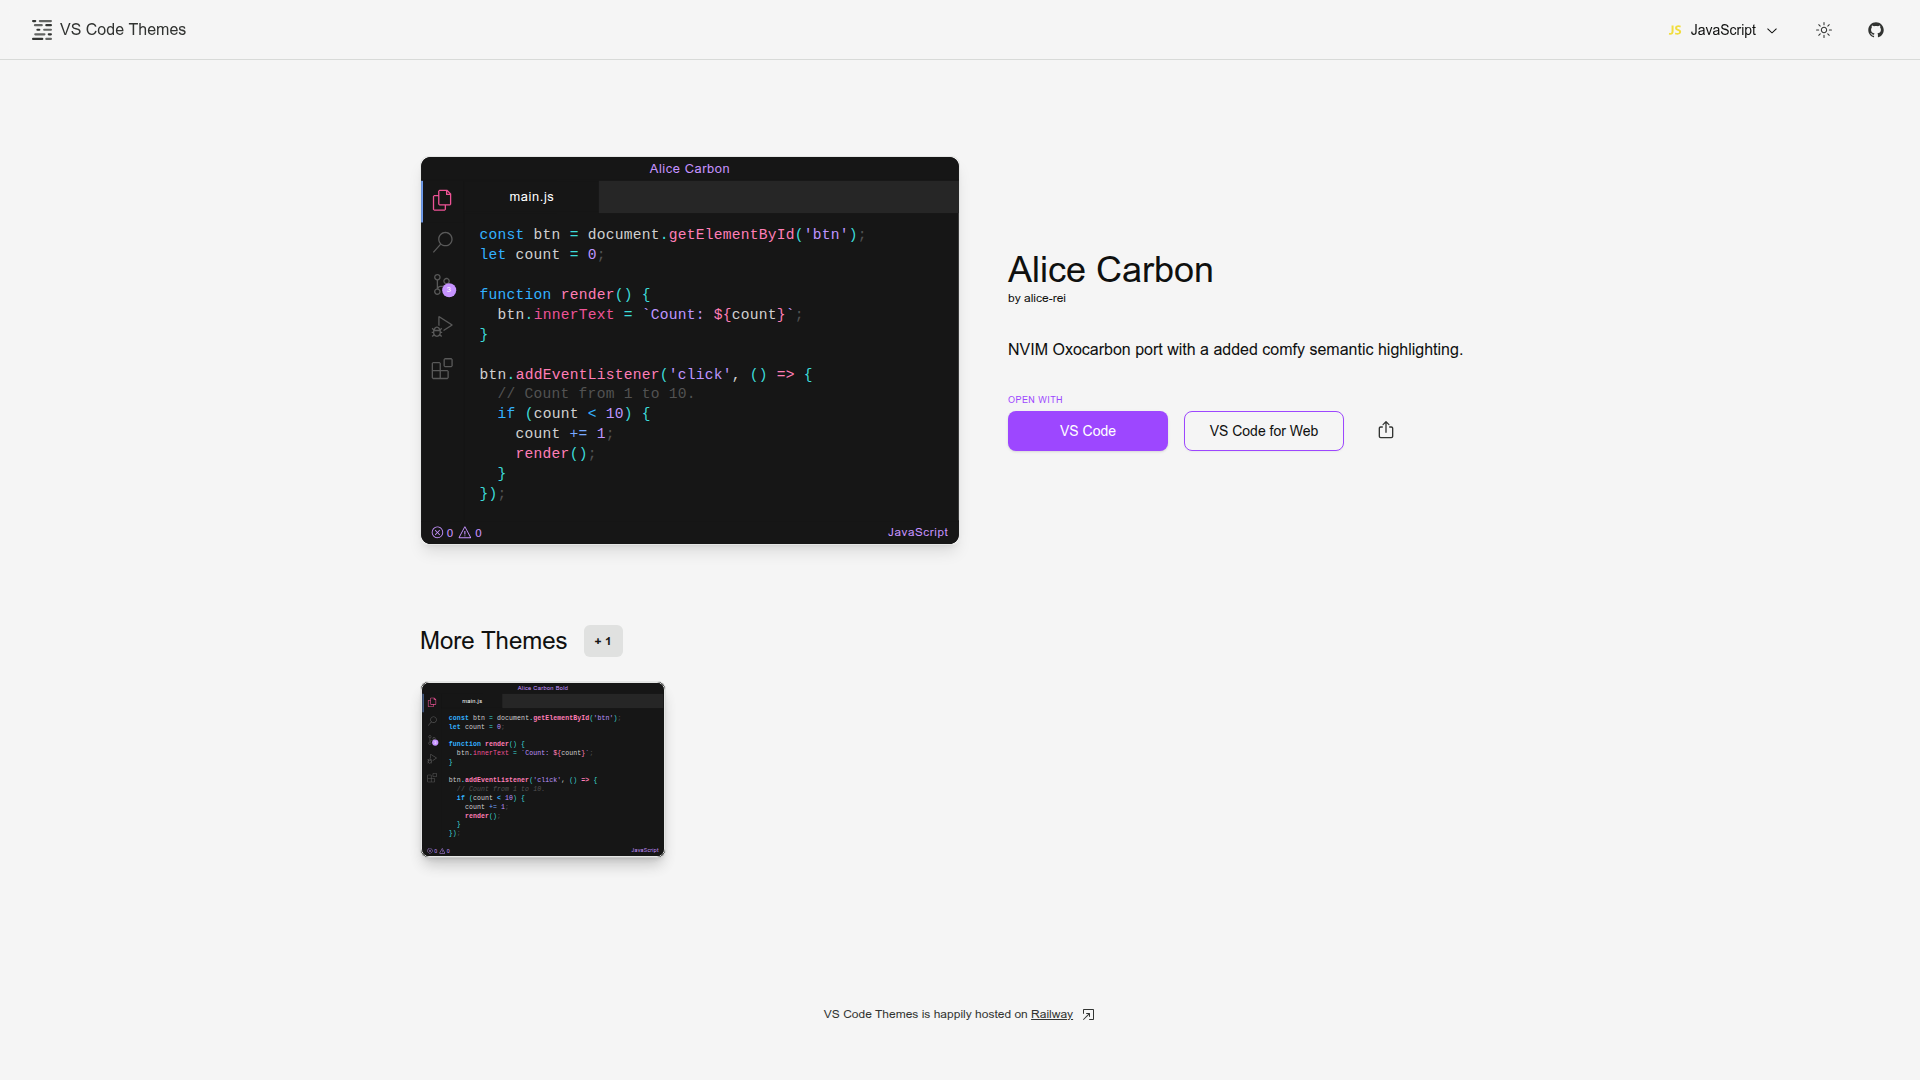 VS Code Themes
JS JavaScript
Alice Carbon
main.js
const btn = document.getElementById('btn');
let count = 0;
function render() {
btn.innerText = `Count: ${count}`;
}
btn.addEventListener('click', () => {
// Count from 1 to 10.
if (count < 10) {
count += 1;
render();
}
});
0 0
JavaScript
Alice Carbon
by alice-rei
NVIM Oxocarbon port with a added comfy semantic highlighting.
OPEN WITH
VS Code
VS Code for Web
More Themes
+ 1
Alice Carbon Bold
main.js
const btn = document.getElementById('btn');
let count = 0;
function render() {
btn.innerText = `Count: ${count}`;
}
btn.addEventListener('click', () => {
// Count from 1 to 10.
if (count < 10) {
count += 1;
render();
}
});
0 0
JavaScript
VS Code Themes is happily hosted on Railway